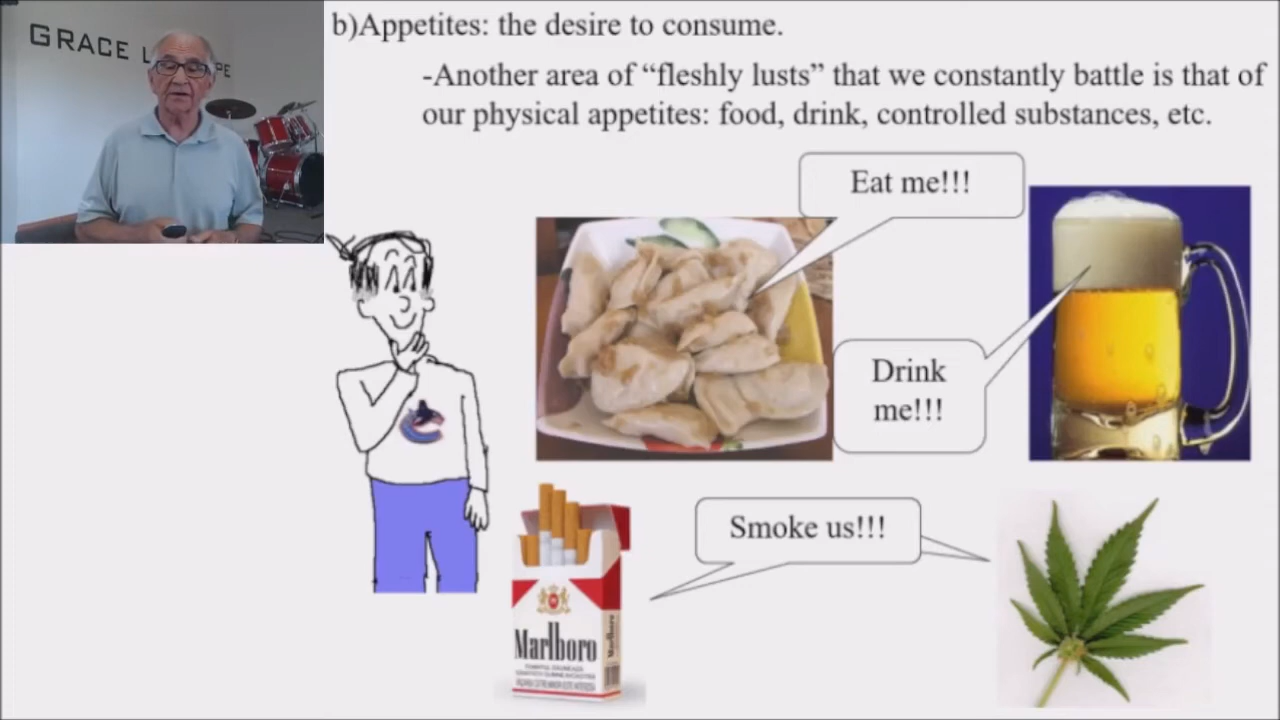 GRACE
b)Appetites: the desire to consume.
-Another area of “fleshly lusts” that we constantly battle is that of
our physical appetites: food, drink, controlled substances, etc.
Eat me!!!
Drink
me!!!
Smoke us!!!
Marlboro
Marlboro